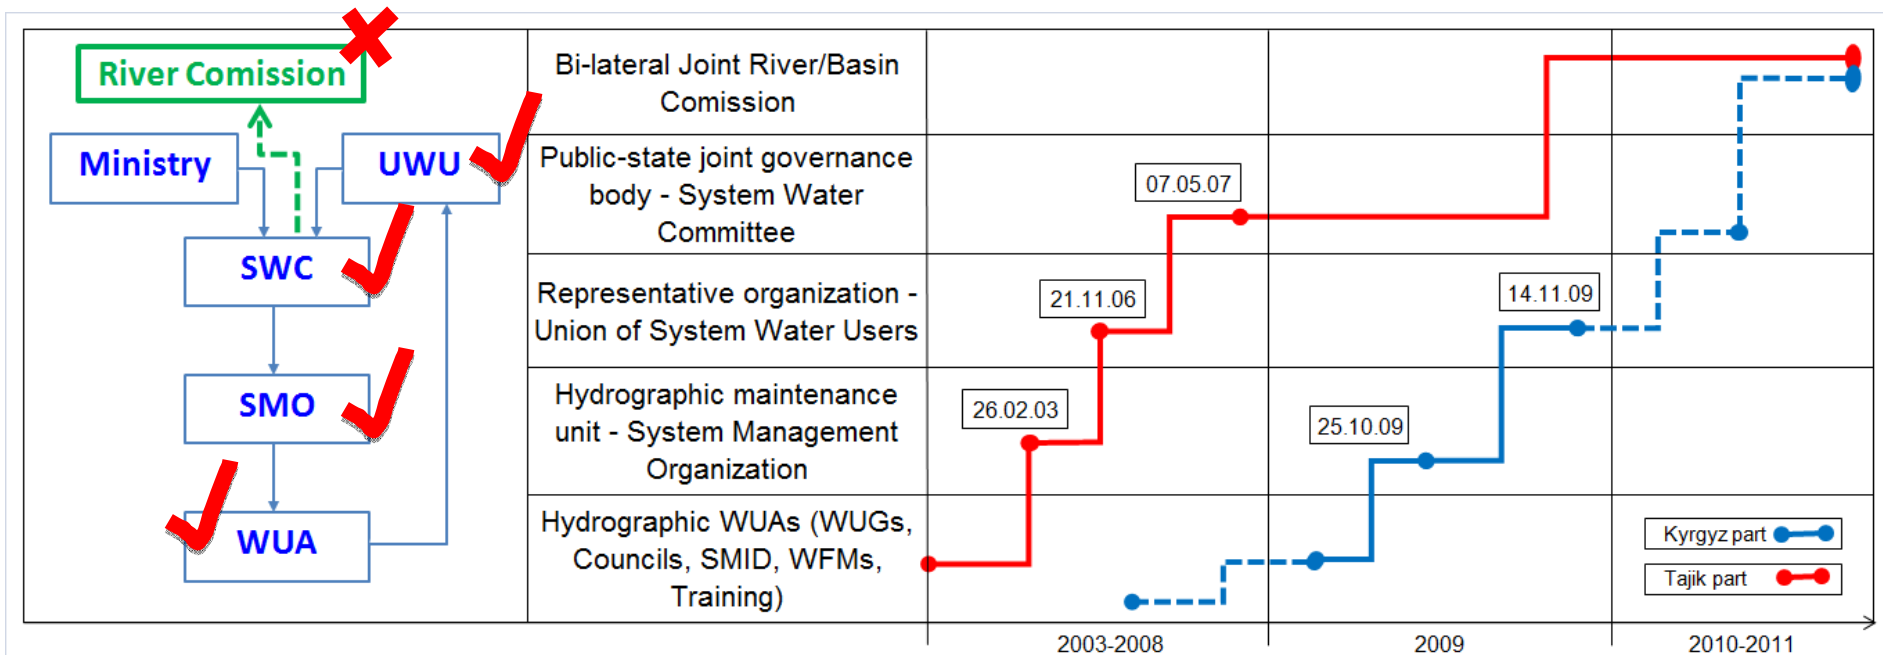 River Comission
Ministry
UWU
SWC
SMO
WUA
Bi-lateral Joint River/Basin
Comission
Public-state joint governance
body - System Water
Committee
Representative organization -
Union of System Water Users
Hydrographic maintenance
unit - System Management
Organization
Hydrographic WUAs (WUGs,
Councils, SMID, WFMs,
Training)
07.05.07
21.11.06
14.11.09
26.02.03
25.10.09
Kyrgyz part
Tajik part
2003-2008
2009
2010-2011